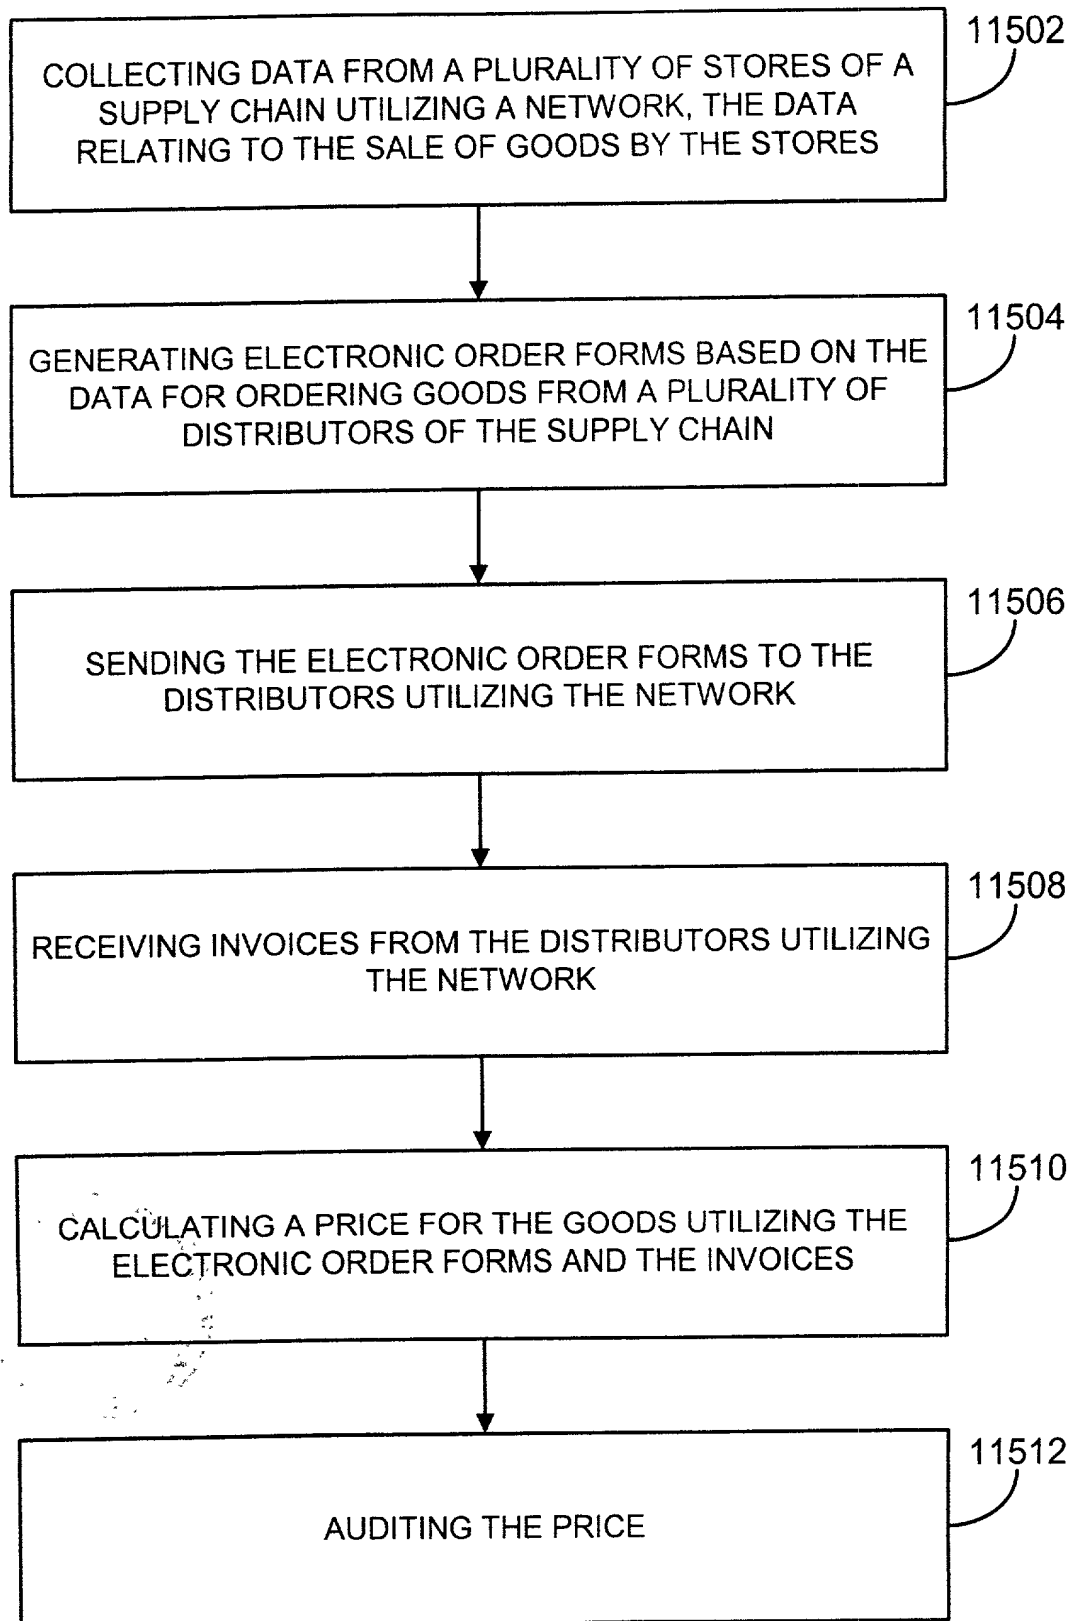 11502
COLLECTING DATA FROM A PLURALITY OF STORES OF A
SUPPLY CHAIN UTILIZING A NETWORK, THE DATA
RELATING TO THE SALE OF GOODS BY THE STORES
11504
GENERATING ELECTRONIC ORDER FORMS BASED ON THE
DATA FOR ORDERING GOODS FROM A PLURALITY OF
DISTRIBUTORS OF THE SUPPLY CHAIN
11506
SENDING THE ELECTRONIC ORDER FORMS TO THE
DISTRIBUTORS UTILIZING THE NETWORK
11508
RECEIVING INVOICES FROM THE DISTRIBUTORS UTILIZING
THE NETWORK
11510
CALCULATING A PRICE FOR THE GOODS UTILIZING THE
ELECTRONIC ORDER FORMS AND THE INVOICES
11512
AUDITING THE PRICE